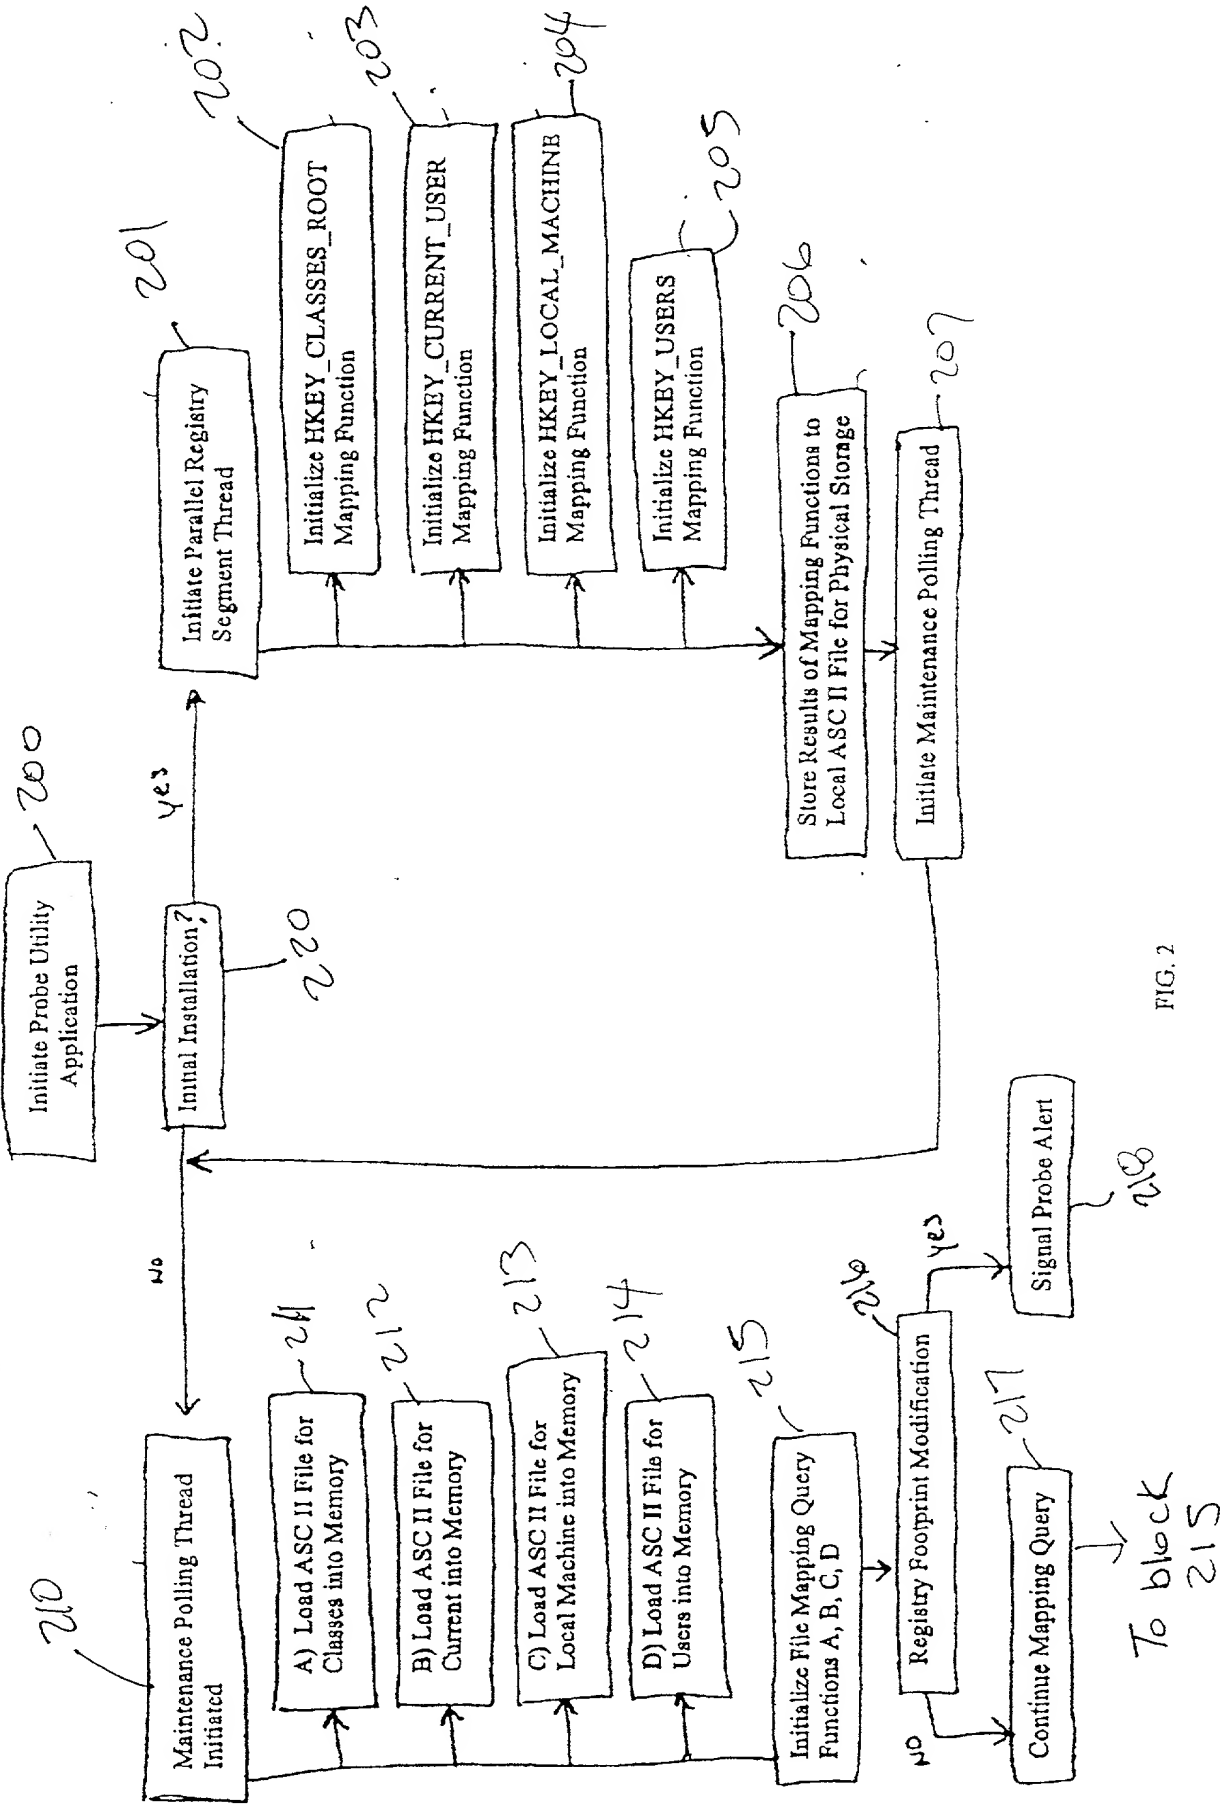 Initiate Probe Utility
Application
200
Initial Installation?
220
yes
Initiate Parallel Registry
Segment Thread
201
Initialize HKEY_CLASSES_ROOT
Mapping Function
202
Initialize HKEY_CURRENT_USER
Mapping Function
203
Initialize HKEY_LOCAL_MACHINE
Mapping Function
204
Initialize HKEY_USERS
Mapping Function
205
Store Results of Mapping Functions to
Local ASC II File for Physical Storage
206
Initiate Maintenance Polling Thread
207
NO
210
Maintenance Polling Thread
Initiated
A) Load ASC II File for
Classes into Memory
211
B) Load ASC II File for
Current into Memory
212
C) Load ASC II File for
Local Machine into Memory
213
D) Load ASC II File for
Users into Memory
214
Initialize File Mapping Query
Functions A, B, C, D
215
Registry Footprint Modification
216
yes
Signal Probe Alert
218
NO
Continue Mapping Query
217
To block
215
FIG. 2